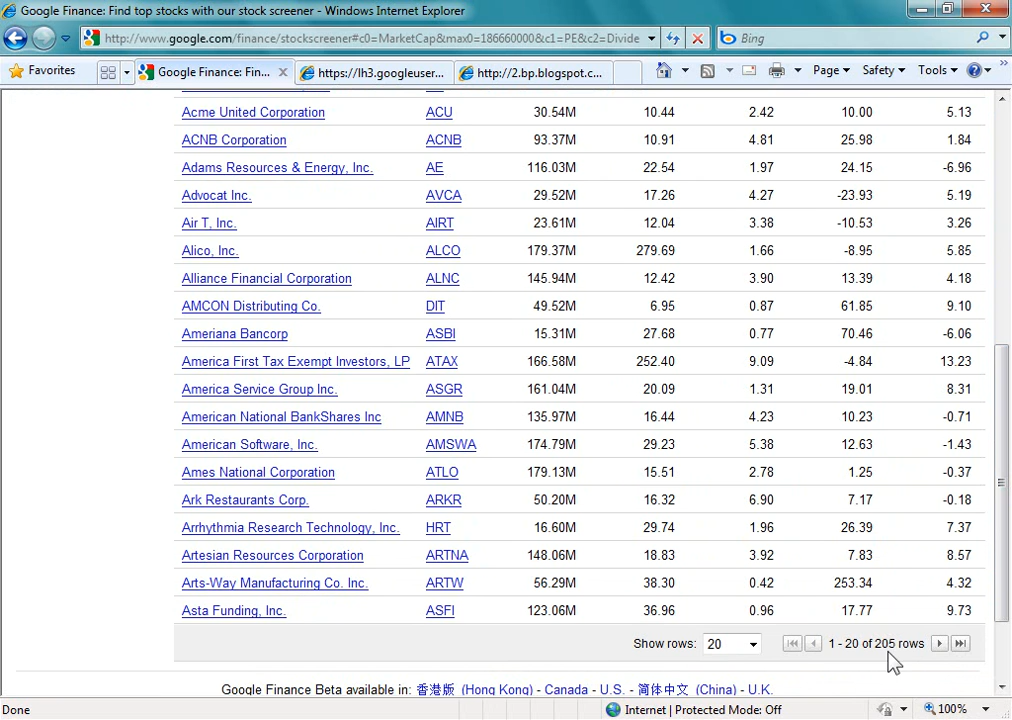 Google Finance: Find top stocks with our stock screener - Windows Internet Explorer
http://www.google.com/finance/stockscreener#c0=MarketCap&max0=186660000&c1=PE&c2=Divide
Bing
Favorites
Google Finance: Fin...
https://lh3.googleuser...
http://2.bp.blogspot.c...
Page
Safety
Tools
Acme United Corporation ACU 30.54M 10.44 2.42 10.00 5.13
ACNB Corporation ACNB 93.37M 10.91 4.81 25.98 1.84
Adams Resources & Energy, Inc. AE 116.03M 22.54 1.97 24.15 -6.96
Advocat Inc. AVCA 29.52M 17.26 4.27 -23.93 5.19
Air T, Inc. AIRT 23.61M 12.04 3.38 -10.53 3.26
Alico, Inc. ALCO 179.37M 279.69 1.66 -8.95 5.85
Alliance Financial Corporation ALNC 145.94M 12.42 3.90 13.39 4.18
AMCON Distributing Co. DIT 49.52M 6.95 0.87 61.85 9.10
Ameriana Bancorp ASBI 15.31M 27.68 0.77 70.46 -6.06
America First Tax Exempt Investors, LP ATAX 166.58M 252.40 9.09 -4.84 13.23
America Service Group Inc. ASGR 161.04M 20.09 1.31 19.01 8.31
American National BankShares Inc AMNB 135.97M 16.44 4.23 10.23 -0.71
American Software, Inc. AMSWA 174.79M 29.23 5.38 12.63 -1.43
Ames National Corporation ATLO 179.13M 15.51 2.78 1.25 -0.37
Ark Restaurants Corp. ARKR 50.20M 16.32 6.90 7.17 -0.18
Arrhythmia Research Technology, Inc. HRT 16.60M 29.74 1.96 26.39 7.37
Artesian Resources Corporation ARTNA 148.06M 18.83 3.92 7.83 8.57
Arts-Way Manufacturing Co. Inc. ARTW 56.29M 38.30 0.42 253.34 4.32
Asta Funding, Inc. ASFI 123.06M 36.96 0.96 17.77 9.73
Show rows: 20 1 - 20 of 205 rows
Google Finance Beta available in: 香港版 (Hong Kong) - Canada - U.S. - 简体中文 (China) - U.K.
Done
Internet | Protected Mode: Off
100%